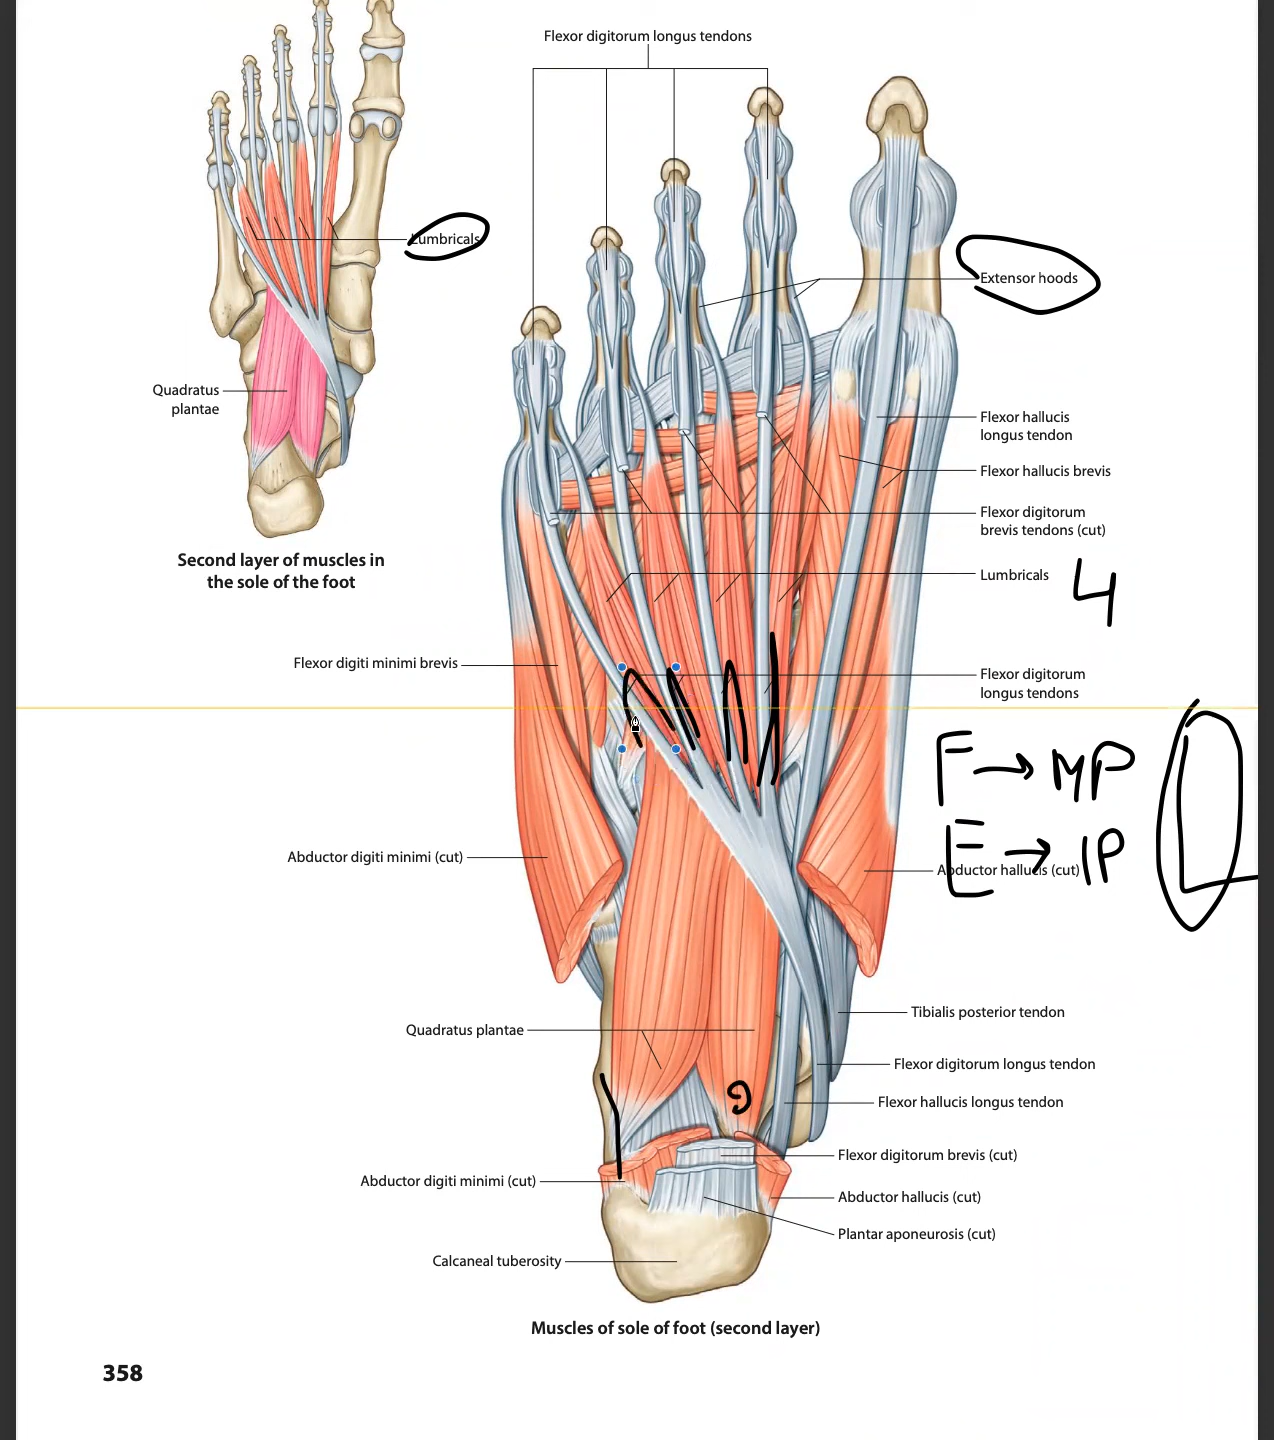 Flexor digitorum longus tendons
Lumbricals
Extensor hoods
Quadratus
plantae
Flexor hallucis
longus tendon
Flexor hallucis brevis
Flexor digitorum
brevis tendons (cut)
Second layer of muscles in
the sole of the foot
Lumbricals 4
Flexor digiti minimi brevis
Flexor digitorum
longus tendons
F → MP
E → IP
L
Abductor digiti minimi (cut)
Abductor hallucis (cut)
Tibialis posterior tendon
Quadratus plantae
Flexor digitorum longus tendon
Flexor hallucis longus tendon
Flexor digitorum brevis (cut)
Abductor digiti minimi (cut)
Abductor hallucis (cut)
Plantar aponeurosis (cut)
Calcaneal tuberosity
Muscles of sole of foot (second layer)
358